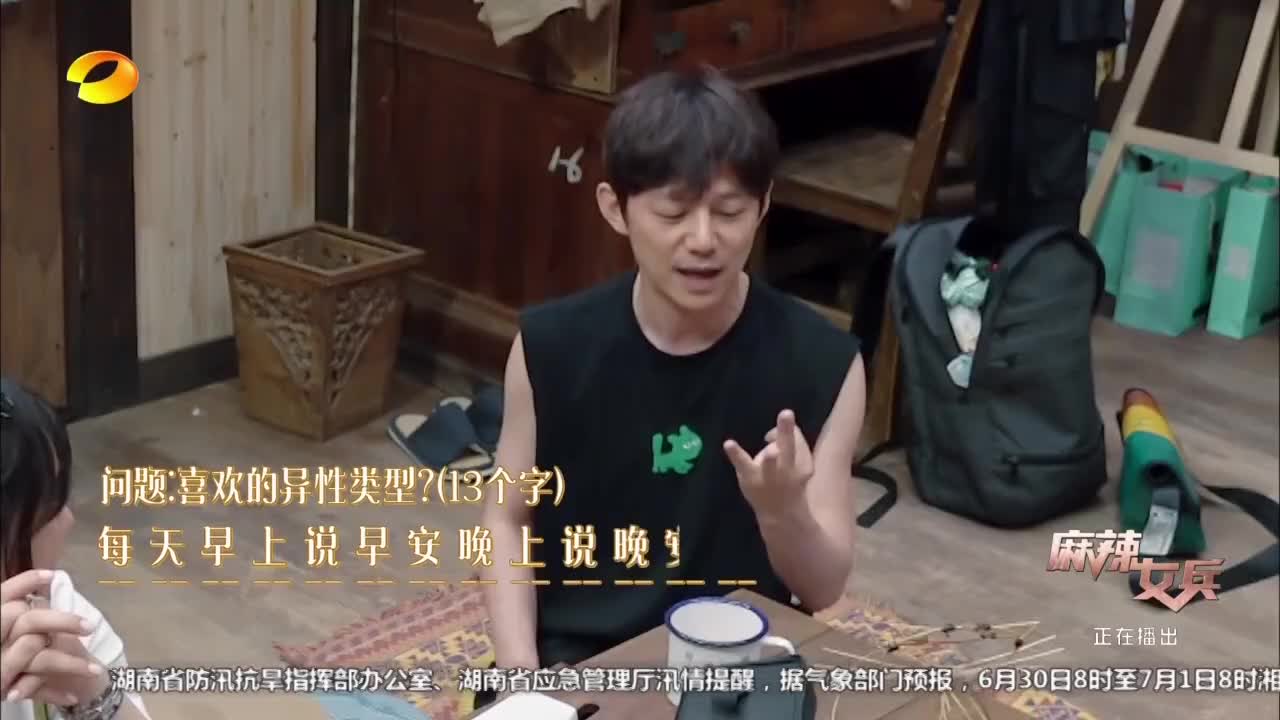 16
问题:喜欢的异性类型?(13个字)
每天早上说早安晚上说晚安
麻辣女兵
正在播出
湖南省防汛抗旱指挥部办公室、湖南省应急管理厅汛情提醒，据气象部门预报，6月30日8时至7月1日8时湘